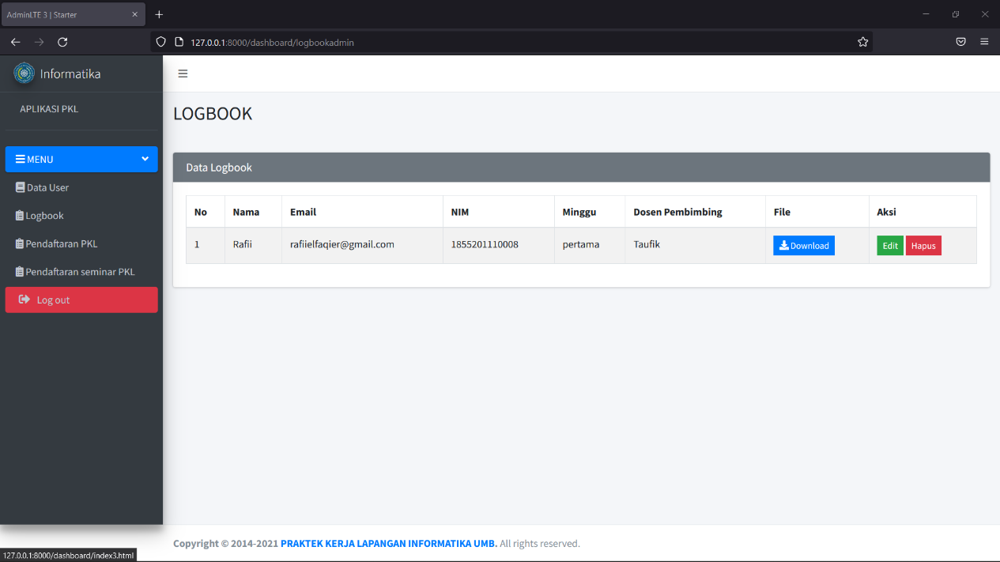 AdminLTE 3 | Starter
127.0.0.1:8000/dashboard/logbookadmin
Informatika
APLIKASI PKL
MENU
Data User
Logbook
Pendaftaran PKL
Pendaftaran seminar PKL
Log out
LOGBOOK
Data Logbook
No Nama Email NIM Minggu Dosen Pembimbing File Aksi
1 Rafii rafiielfaqier@gmail.com 1855201110008 pertama Taufik Download Edit Hapus
Copyright © 2014-2021 PRAKTEK KERJA LAPANGAN INFORMATIKA UMB. All rights reserved.
127.0.0.1:8000/dashboard/index3.html